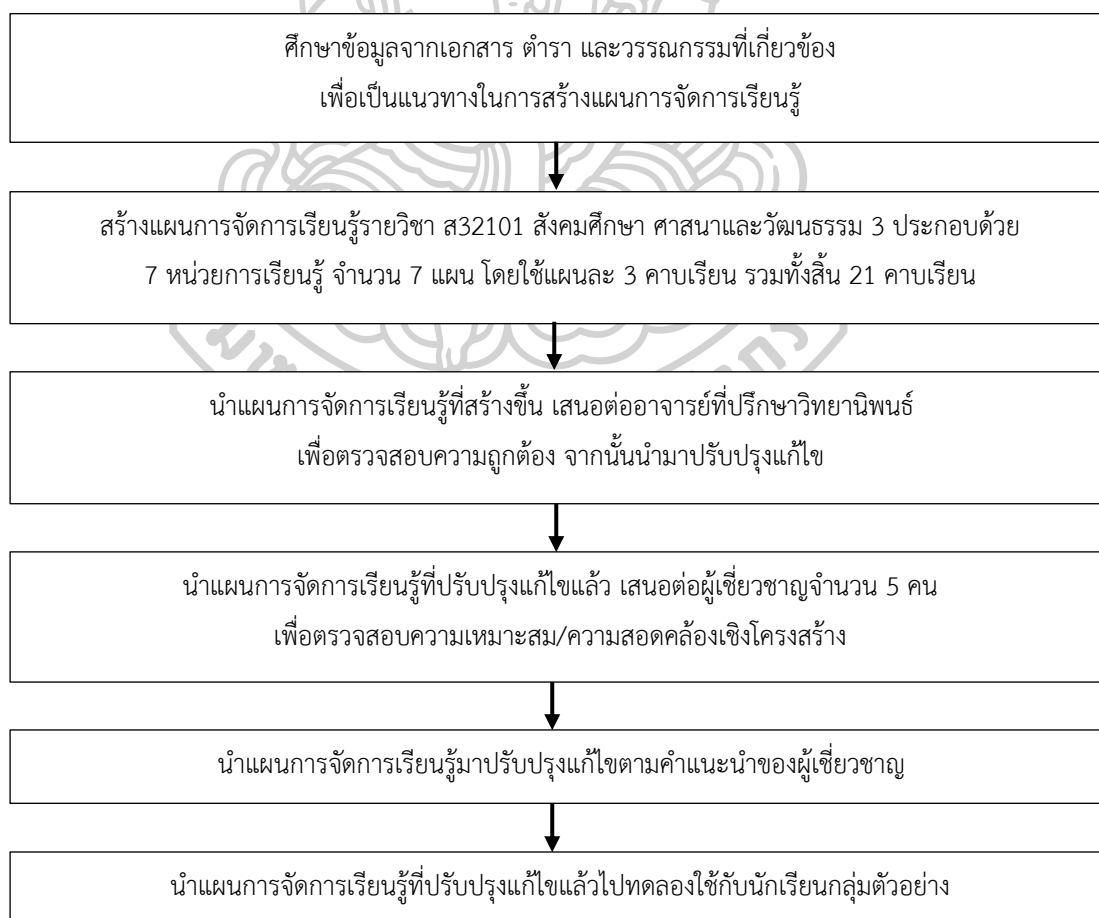 ศึกษาข้อมูลจากเอกสาร ตำรา และวรรณกรรมที่เกี่ยวข้อง
เพื่อเป็นแนวทางในการสร้างแผนการจัดการเรียนรู้
สร้างแผนการจัดการเรียนรู้รายวิชา ส32101 สังคมศึกษา ศาสนาและวัฒนธรรม 3 ประกอบด้วย
7 หน่วยการเรียนรู้ จำนวน 7 แผน โดยใช้แผนละ 3 คาบเรียน รวมทั้งสิ้น 21 คาบเรียน
นำแผนการจัดการเรียนรู้ที่สร้างขึ้น เสนอต่ออาจารย์ที่ปรึกษาวิทยานิพนธ์
เพื่อตรวจสอบความถูกต้อง จากนั้นนำมาปรับปรุงแก้ไข
นำแผนการจัดการเรียนรู้ที่ปรับปรุงแก้ไขแล้ว เสนอต่อผู้เชี่ยวชาญจำนวน 5 คน
เพื่อตรวจสอบความเหมาะสม/ความสอดคล้องเชิงโครงสร้าง
นำแผนการจัดการเรียนรู้มาปรับปรุงแก้ไขตามคำแนะนำของผู้เชี่ยวชาญ
นำแผนการจัดการเรียนรู้ที่ปรับปรุงแก้ไขแล้วไปทดลองใช้กับนักเรียนกลุ่มตัวอย่าง